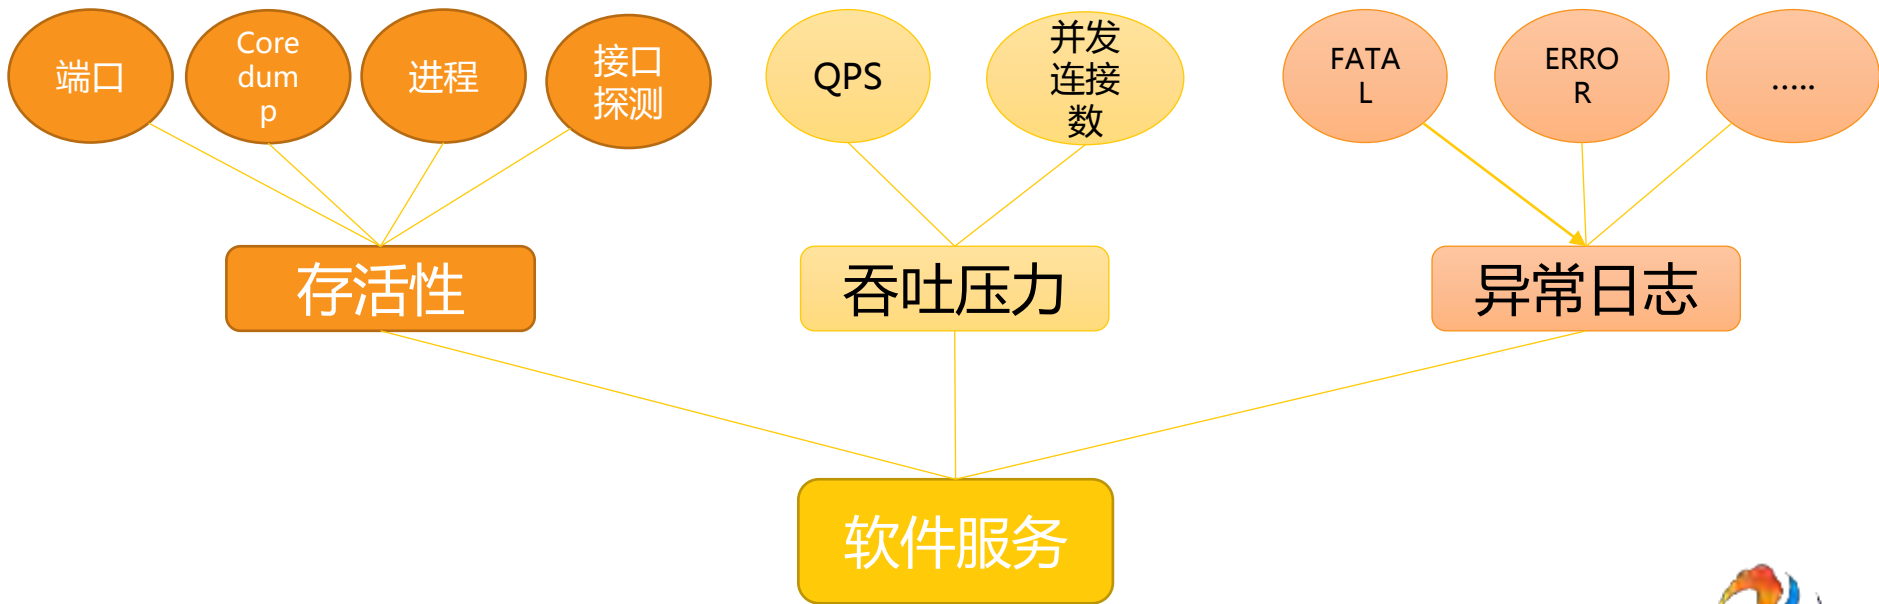 端口
Core
dum
p
进程
接口
探测
QPS
并发
连接
数
FATA
L
ERRO
R
.....
存活性
吞吐压力
异常日志
软件服务